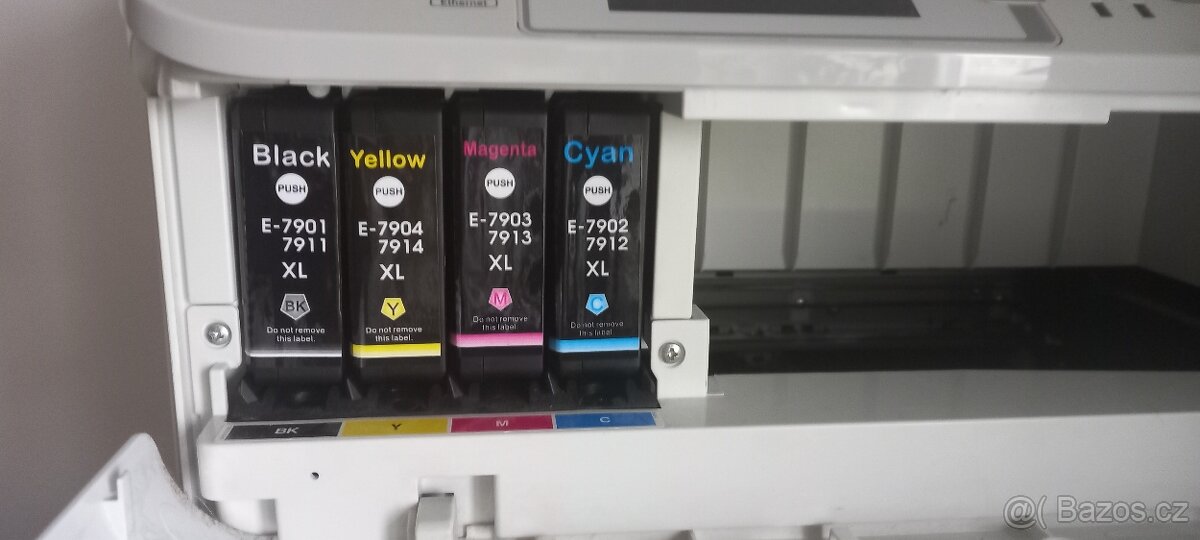 Ethernet
Black
PUSH
E-7901
7911
XL
BK
Do not remove
this label.
Yellow
PUSH
E-7904
7914
XL
Y
Do not remove
this label.
Magenta
PUSH
E-7903
7913
XL
M
Do not remove
this label
Cyan
PUSH
E-7902
7912
XL
C
Do not remove
this label
BK Y M C
@( Bazos.cz